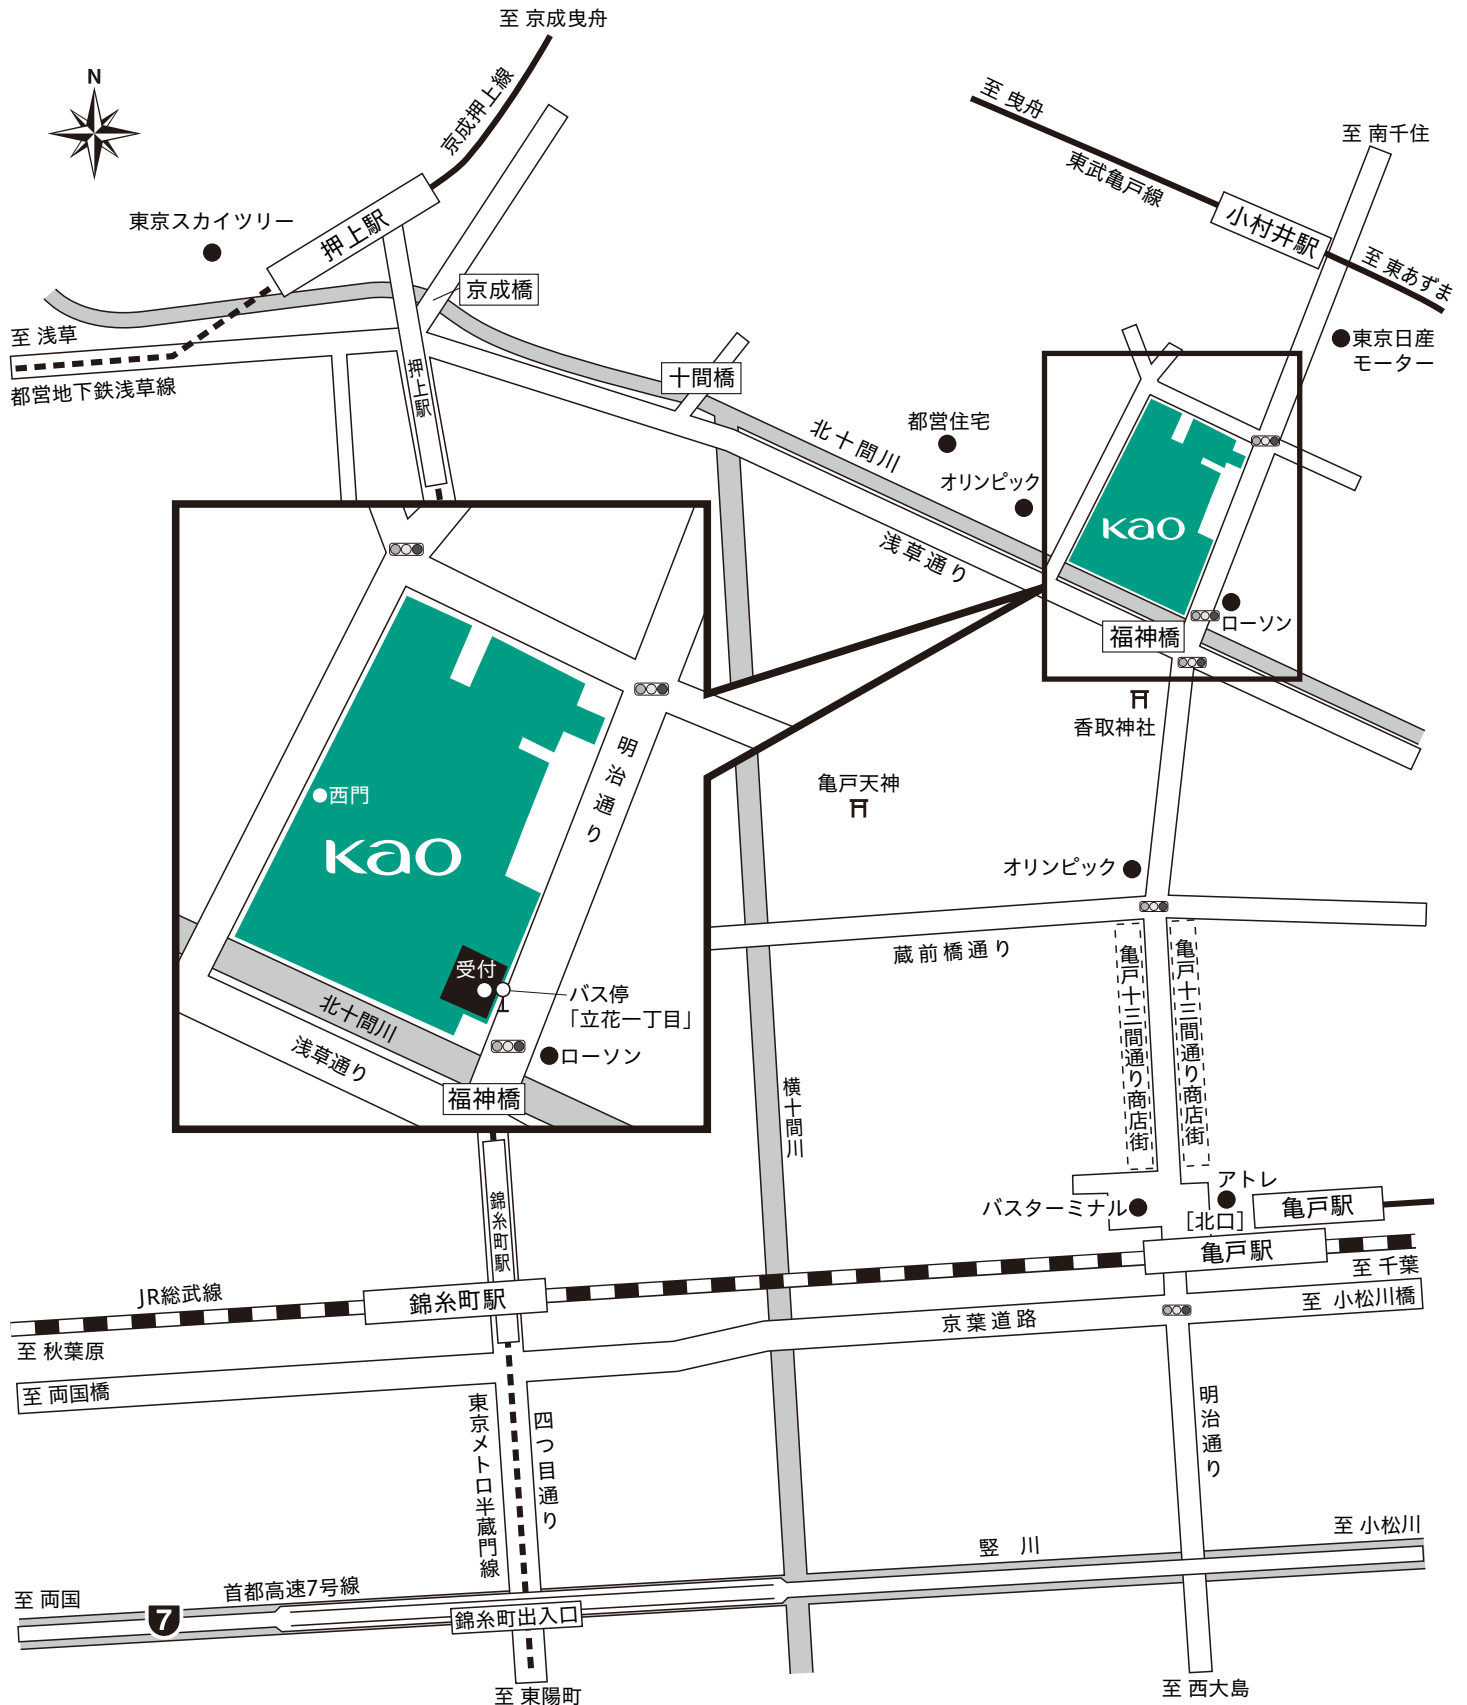 至 京成曳舟
N
京成押上線
至 曳舟
至 南千住
東武亀戸線
東京スカイツリー
押上駅
小村井駅
至 東あずま
京成橋
至 浅草
都営地下鉄浅草線
押上駅
十間橋
東京日産
モーター
北十間川
都営住宅
オリンピック
浅草通り
Kao
ローソン
福神橋
香取神社
亀戸天神
明治通り
西門
Kao
受付
バス停
「立花一丁目」
北十間川
浅草通り
ローソン
福神橋
オリンピック
蔵前橋通り
亀戸十三間通り商店街
亀戸十三間通り商店街
横十間川
錦糸町駅
バスターミナル
アトレ
[北口]
亀戸駅
亀戸駅
JR総武線
錦糸町駅
至 千葉
至 秋葉原
京葉道路
至 小松川橋
至 両国橋
東京メトロ半蔵門線
四つ目通り
明治通り
竪 川
至 小松川
至 両国
首都高速7号線
7
錦糸町出入口
至 東陽町
至 西大島